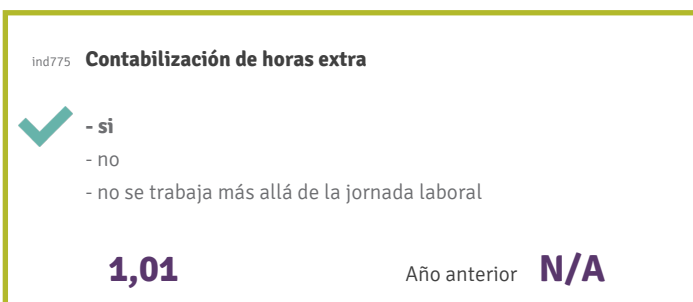 ind775 Contabilización de horas extra
- si
- no
- no se trabaja más allá de la jornada laboral
1,01 Año anterior N/A